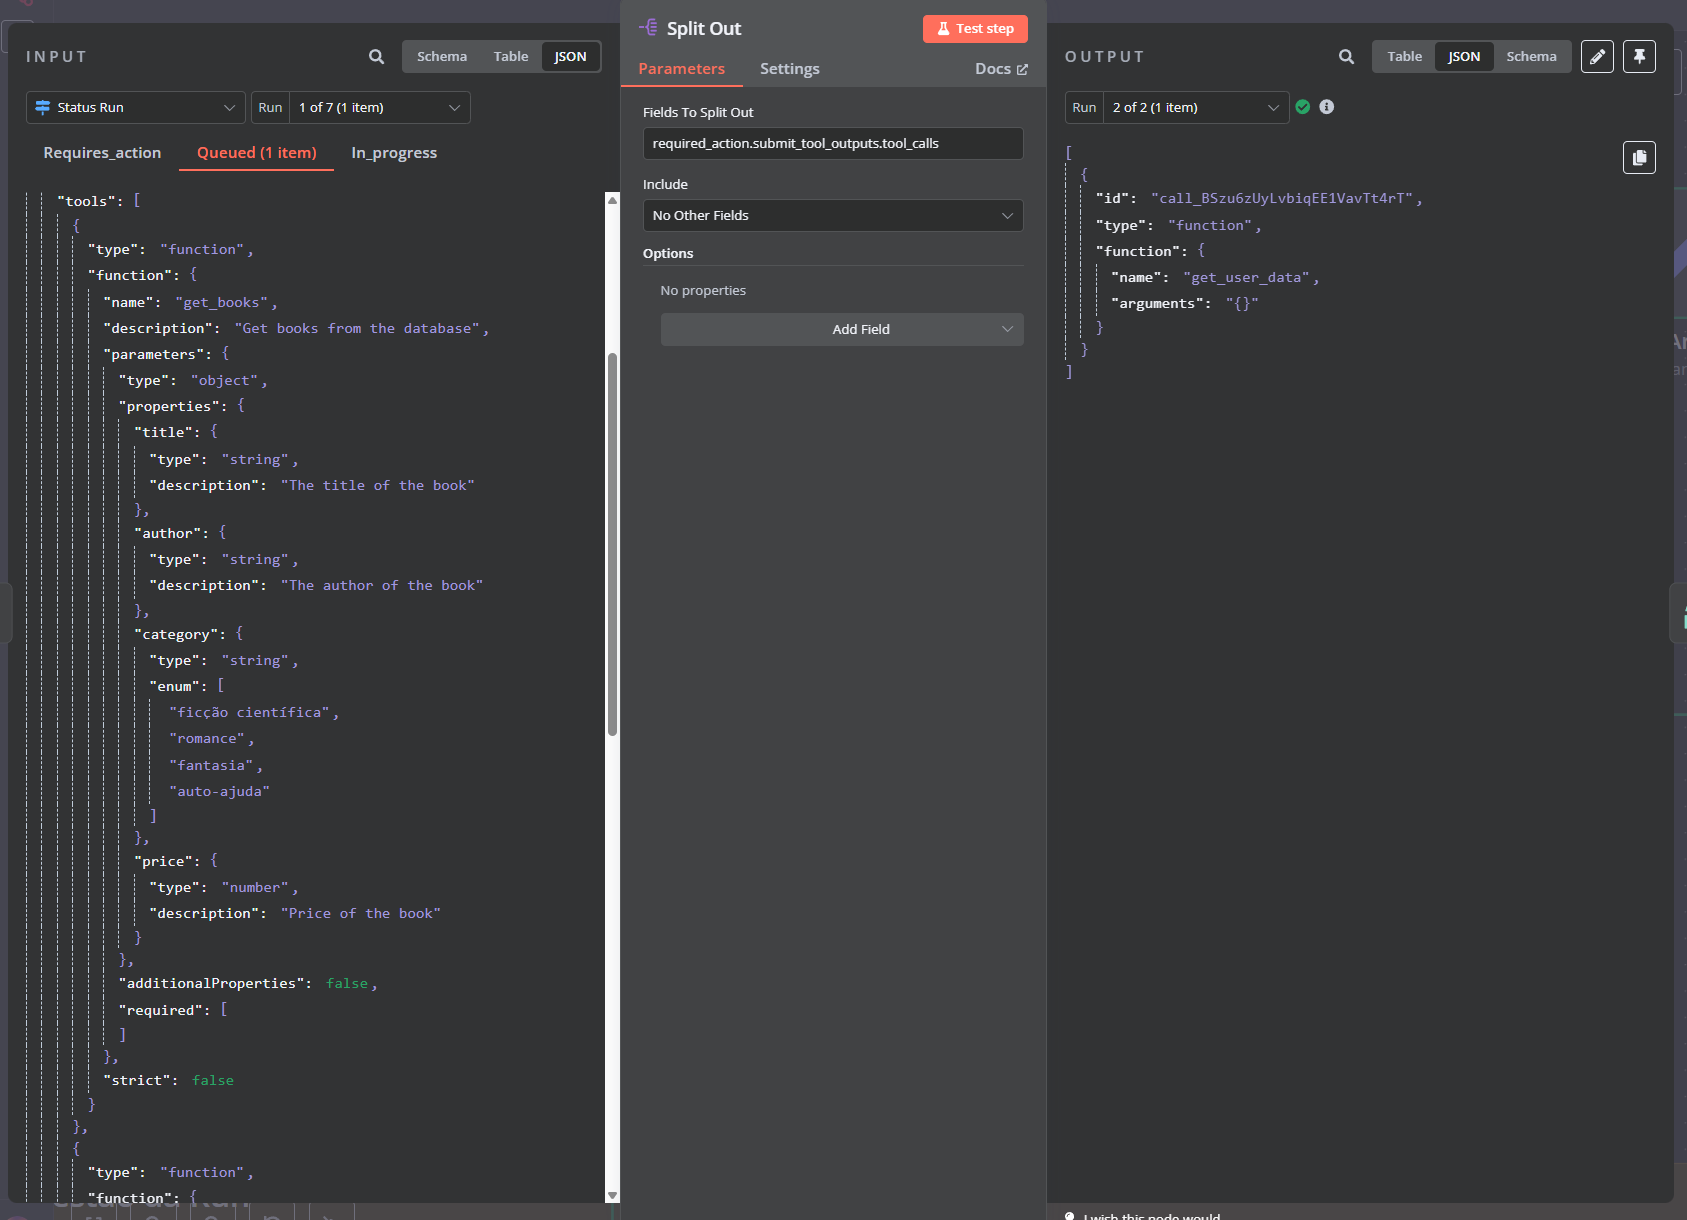 INPUT
Schema Table JSON
Status Run
Run 1 of 7 (1 item)
Requires_action Queued (1 item) In_progress
"tools": [
{
"type": "function",
"function": {
"name": "get_books",
"description": "Get books from the database",
"parameters": {
"type": "object",
"properties": {
"title": {
"type": "string",
"description": "The title of the book"
},
"author": {
"type": "string",
"description": "The author of the book"
},
"category": {
"type": "string",
"enum": [
"ficção científica",
"romance",
"fantasia",
"auto-ajuda"
]
},
"price": {
"type": "number",
"description": "Price of the book"
}
},
"additionalProperties": false,
"required": [
]
},
"strict": false
}
},
{
"type": "function",
"function": {
Split Out
Test step
Parameters Settings Docs
Fields To Split Out
required_action.submit_tool_outputs.tool_calls
Include
No Other Fields
Options
No properties
Add Field
OUTPUT
Table JSON Schema
Run 2 of 2 (1 item)
[
{
"id": "call_BSzu6zUyLvbiqEE1VavTt4rT",
"type": "function",
"function": {
"name": "get_user_data",
"arguments": "{}"
}
}
]
I wish this node would